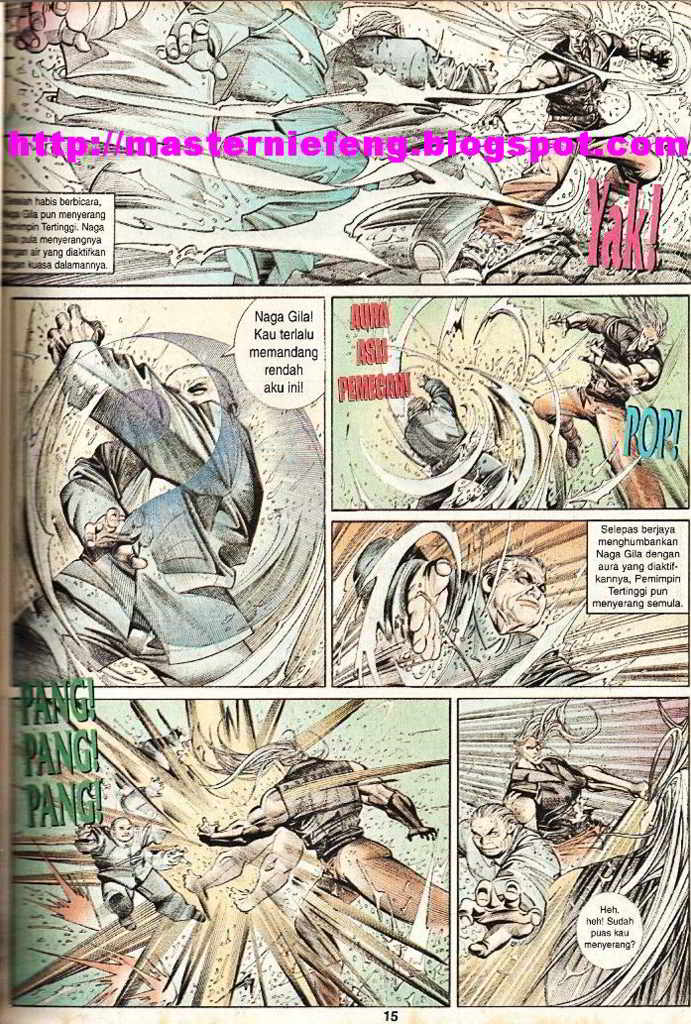 http://masterniefeng.blogspot.com
habis berbicara,
Gila pun menyerang
Tertinggi. Naga
pula menyerangnya
air yang diaktifkan
kuasa dalamannya.
Yak!
Naga Gila!
Kau terlalu
memandang
rendah
aku ini!
AURA
ASLI
PEMECAH!
POP!
Selepas berjaya
menghumbankan
Naga Gila dengan
aura yang diaktif-
kannya, Pemimpin
Tertinggi pun
menyerang semula.
PANG!
PANG!
PANG!
Heh,
heh! Sudah
puas kau
menyerang?
15